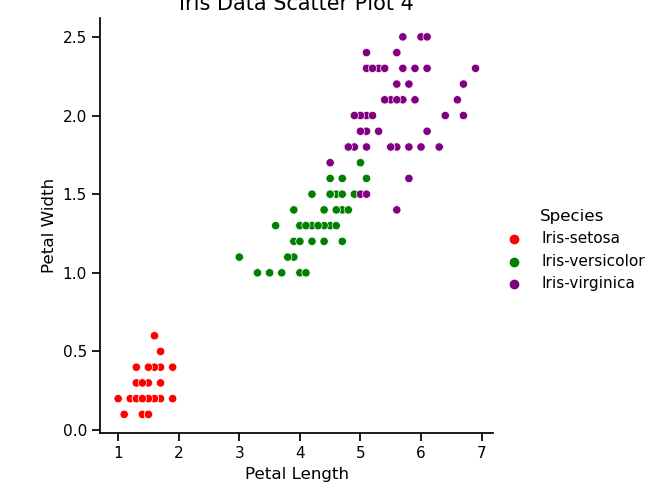 Iris Data Scatter Plot 4
2.5
2.0
1.5
1.0
0.5
0.0
Petal Width
1 2 3 4 5 6 7
Petal Length
Species
Iris-setosa
Iris-versicolor
Iris-virginica